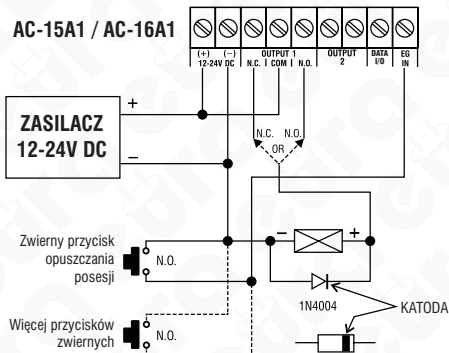 AC-15A1 / AC-16A1
(+) (−)
12-24V DC
OUTPUT 1
N.C. COM N.O.
OUTPUT
2
DATA
I/O
EG
IN
+
ZASILACZ
12-24V DC
−
N.C. N.O.
OR
− +
Zwierny przycisk
opuszczania
posesji
N.O.
1N4004
KATODA
Więcej przycisków
zwiernych
N.O.